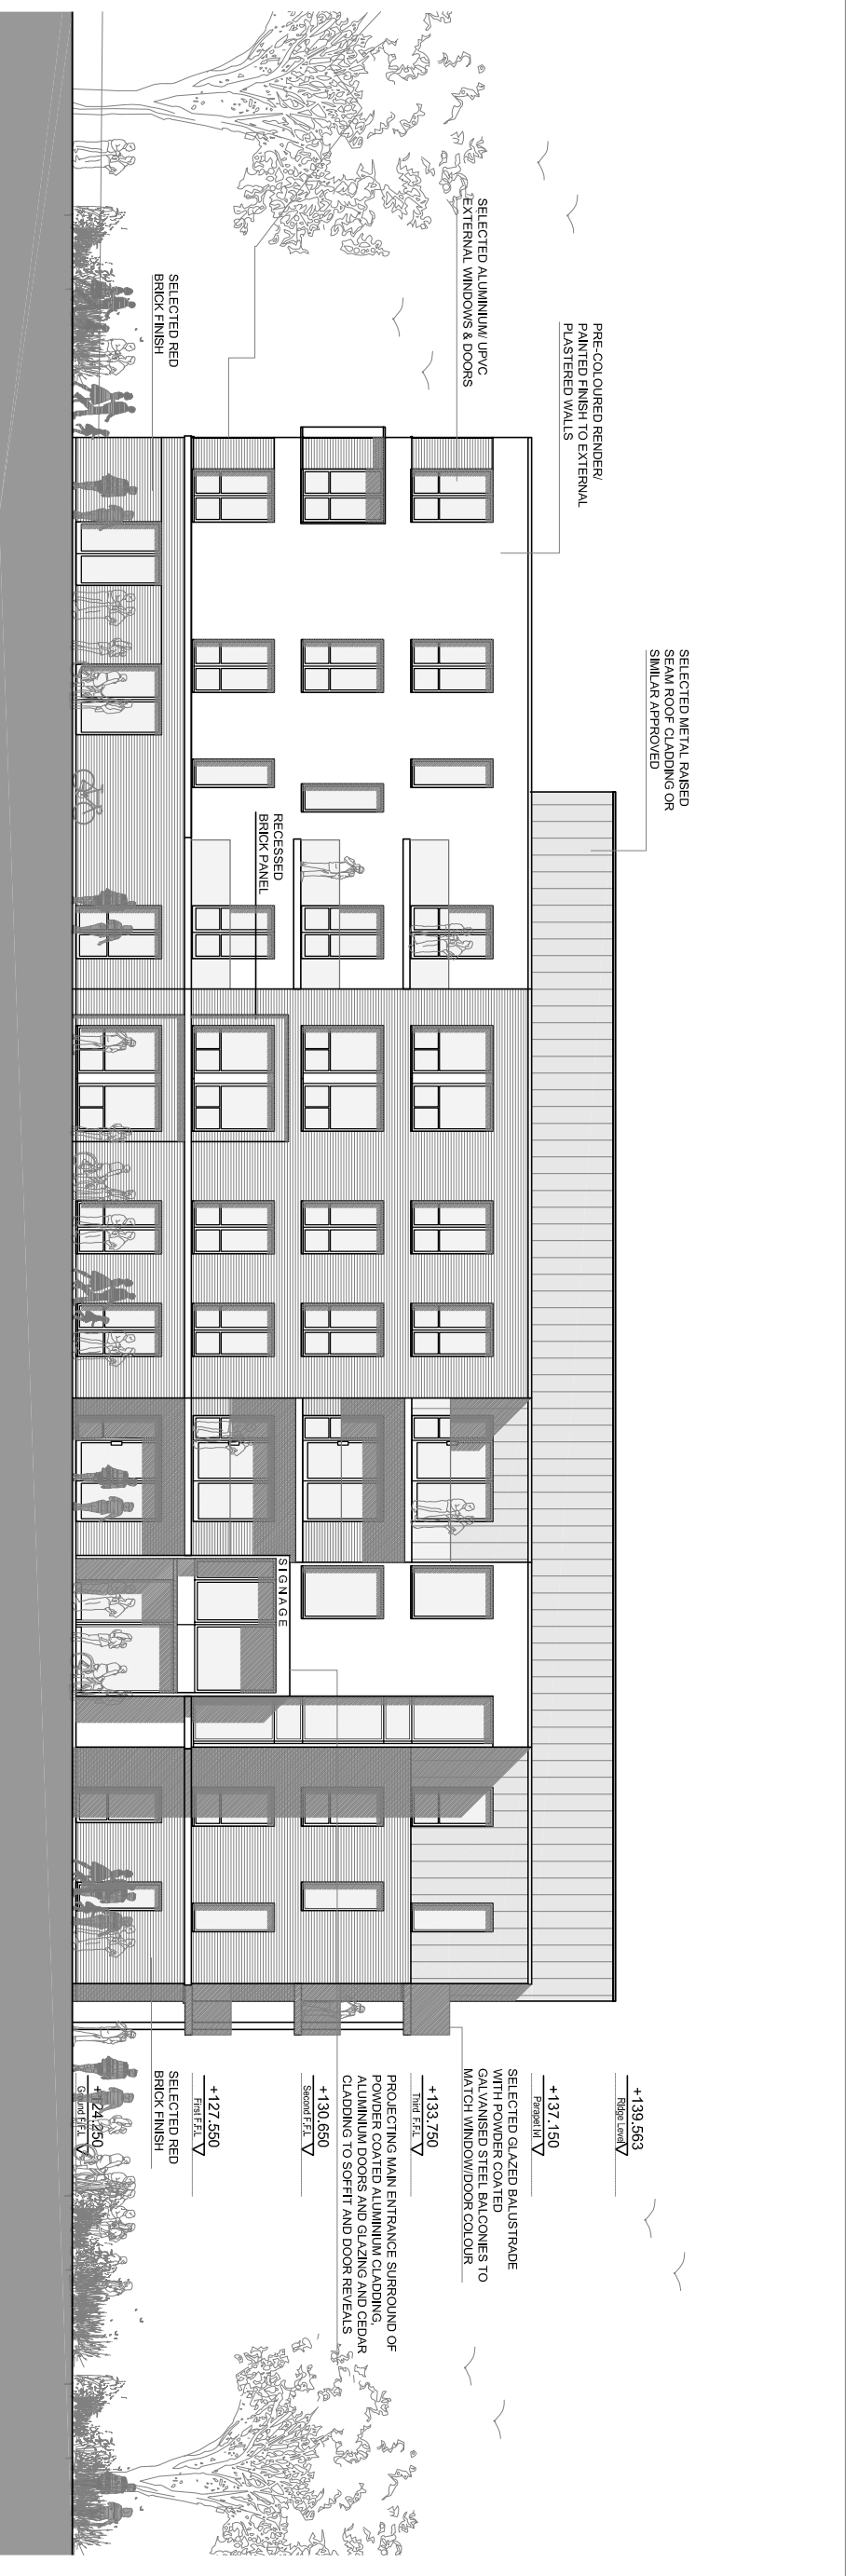 SELECTED METAL RAISED
SEAM ROOF CLADDING OR
SIMILAR APPROVED
PRE-COLOURED RENDER/
PAINTED FINISH TO EXTERNAL
PLASTERED WALLS
SELECTED ALUMINIUM/ UPVC
EXTERNAL WINDOWS & DOORS
SELECTED RED
BRICK FINISH
RECESSED
BRICK PANEL
SIGNAGE
+139.563
Ridge Level
+137.150
Parapet lvl
SELECTED GLAZED BALUSTRADE
WITH POWDER COATED
GALVANISED STEEL BALCONIES TO
MATCH WINDOW/DOOR COLOUR
+133.750
Third F.F.L
PROJECTING MAIN ENTRANCE SURROUND OF
POWDER COATED ALUMINIUM CLADDING,
ALUMINIUM DOORS AND GLAZING AND CEDAR
CLADDING TO SOFFIT AND DOOR REVEALS
+130.650
Second F.F.L
+127.550
First F.F.L
SELECTED RED
BRICK FINISH
+124.250
Ground F.F.L